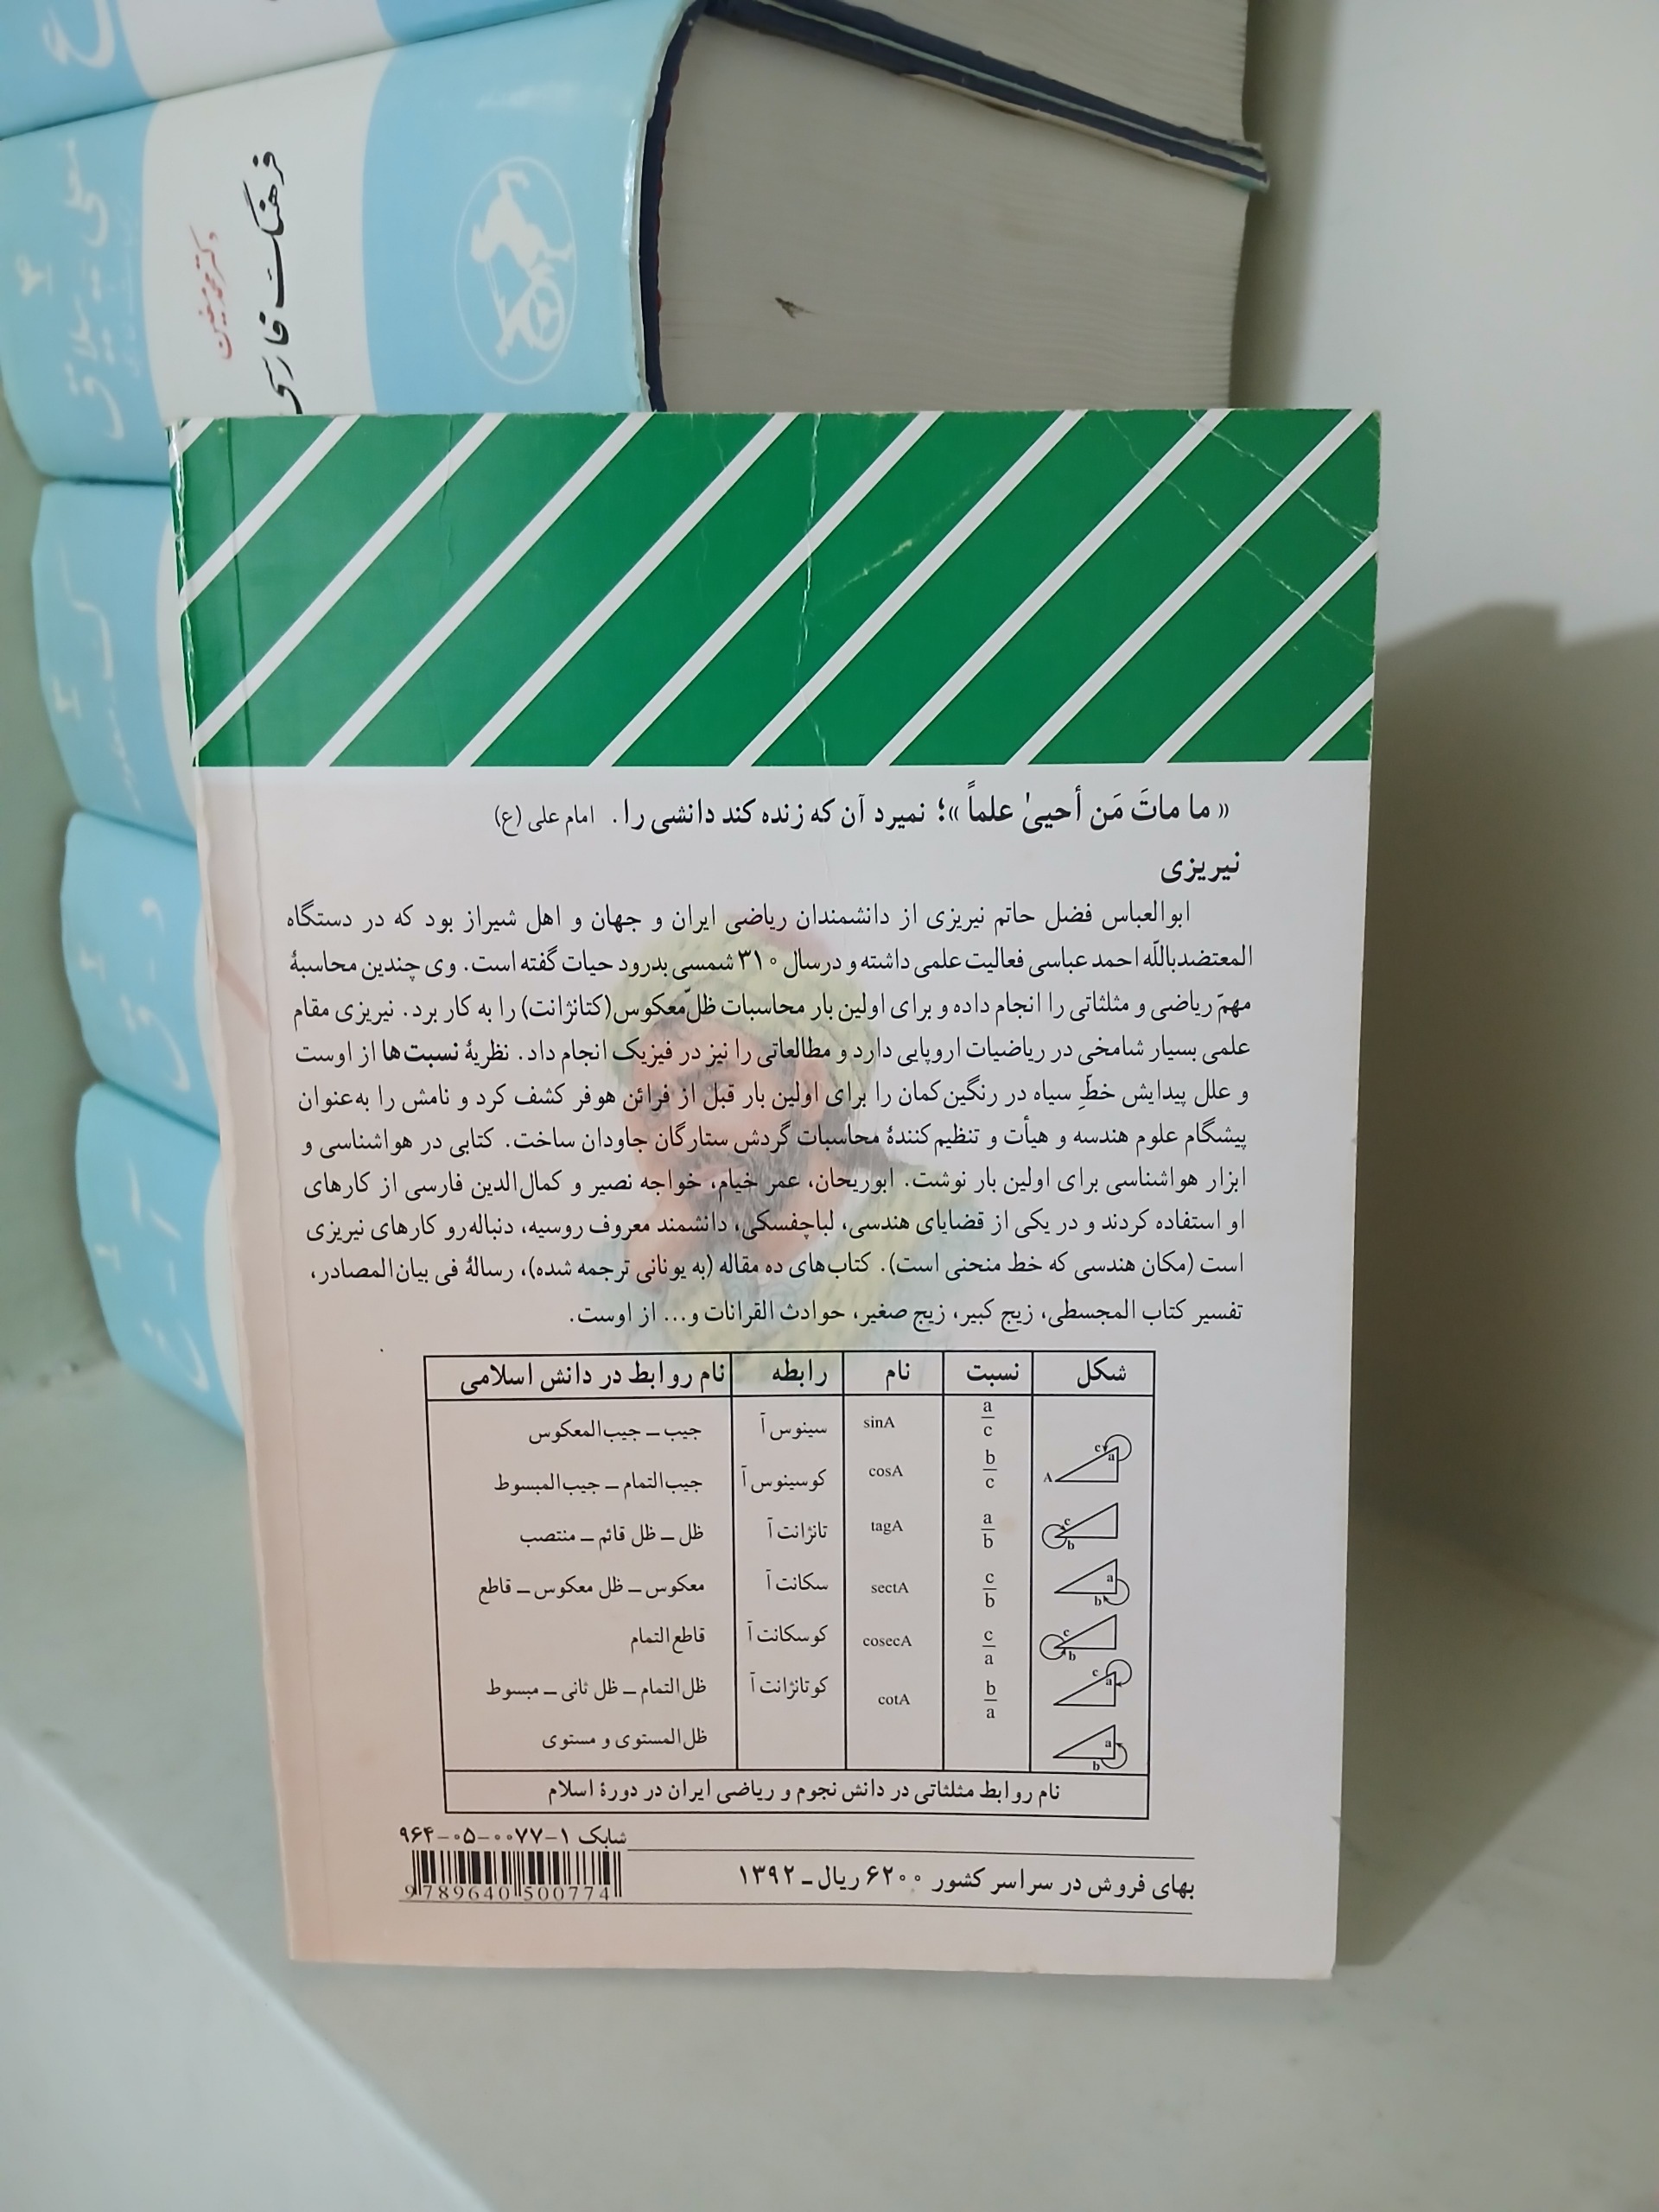 فرهنگ فارسی
دکتر محمد معین
« ما ماتَ مَن أحییٰ علماً »؛ نمیرد آن که زنده کند دانشی را . امام علی (ع)
نیریزی
ابوالعباس فضل حاتم نیریزی از دانشمندان ریاضی ایران و جهان و اهل شیراز بود که در دستگاه
المعتضدباللّه احمد عباسی فعالیت علمی داشته و درسال ۳۱۰ شمسی بدرود حیات گفته است. وی چندین محاسبهٔ
مهمّ ریاضی و مثلثاتی را انجام داده و برای اولین بار محاسبات ظلّ معکوس(کتانژانت) را به کار برد. نیریزی مقام
علمی بسیار شامخی در ریاضیات اروپایی دارد و مطالعاتی را نیز در فیزیک انجام داد. نظریهٔ نسبت‌ها از اوست
و علل پیدایش خطّ سیاه در رنگین‌کمان را برای اولین بار قبل از فرائن هوفر کشف کرد و نامش را به‌عنوان
پیشگام علوم هندسه و هیأت و تنظیم‌کنندهٔ محاسبات گردش ستارگان جاودان ساخت. کتابی در هواشناسی و
ابزار هواشناسی برای اولین بار نوشت. ابوریحان، عمر خیام، خواجه نصیر و کمال‌الدین فارسی از کارهای
او استفاده کردند و در یکی از قضایای هندسی، لباچفسکی، دانشمند معروف روسیه، دنباله‌رو کارهای نیریزی
است (مکان هندسی که خط منحنی است). کتاب‌های ده مقاله (به یونانی ترجمه شده)، رسالهٔ فی بیان‌المصادر،
تفسیر کتاب المجسطی، زیج کبیر، زیج صغیر، حوادث القرانات و... از اوست.
شکل نسبت نام رابطه نام روابط در دانش اسلامی
A c a a/c sinA سینوس آ جیب ـ جیب‌المعکوس
c b b/c cosA کوسینوس آ جیب‌التمام ـ جیب‌المبسوط
a b a/b tagA تانژانت آ ظل ـ ظل قائم ـ منتصب
c b c/b sectA سکانت آ معکوس ـ ظل معکوس ـ قاطع
c a c/a cosecA کوسکانت آ قاطع‌التمام
a b b/a cotA کوتانژانت آ ظل‌التمام ـ ظل ثانی ـ مبسوط
ظل‌المستوی و مستوی
نام روابط مثلثاتی در دانش نجوم و ریاضی ایران در دورهٔ اسلام
شابک ۱-۰۰۷۷-۰۵-۹۶۴
9789640500774
بهای فروش در سراسر کشور ۶۲۰۰ ریال ـ ۱۳۹۲